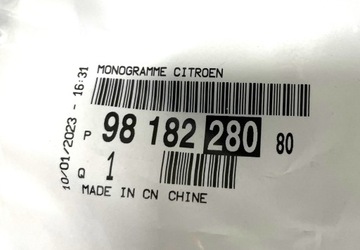 MONOGRAMME CITROEN
10/01/2023 - 16:31
P 98 182 280 80
Q 1
MADE IN CN CHINE